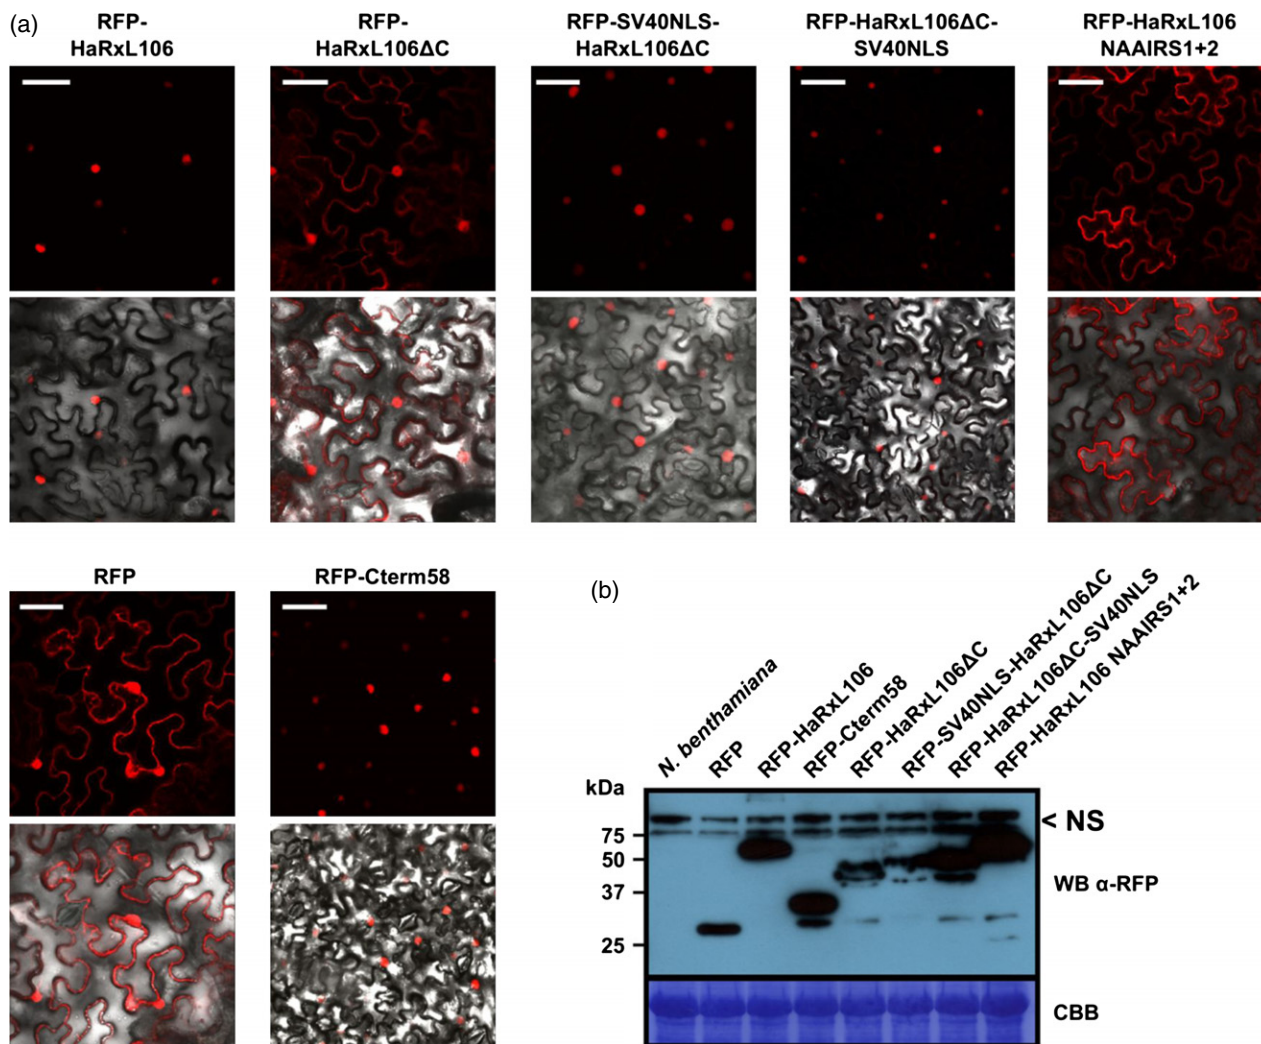 (a)
RFP-
HaRxL106
RFP-
HaRxL106ΔC
RFP-SV40NLS-
HaRxL106ΔC
RFP-HaRxL106ΔC-
SV40NLS
RFP-HaRxL106
NAAIRS1+2
RFP
RFP-Cterm58
(b)
N. benthamiana
RFP
RFP-HaRxL106
RFP-Cterm58
RFP-HaRxL106ΔC
RFP-SV40NLS-HaRxL106ΔC
RFP-HaRxL106ΔC-SV40NLS
RFP-HaRxL106 NAAIRS1+2
kDa
75
50
37
25
< NS
WB α-RFP
CBB